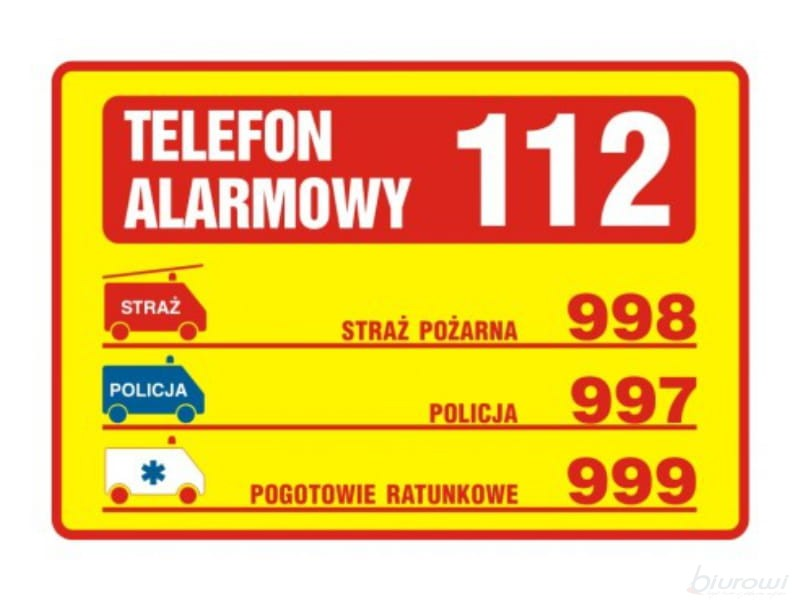 TELEFON
ALARMOWY
112
STRAŻ
STRAŻ POŻARNA 998
POLICJA
POLICJA 997
POGOTOWIE RATUNKOWE 999
biurowi